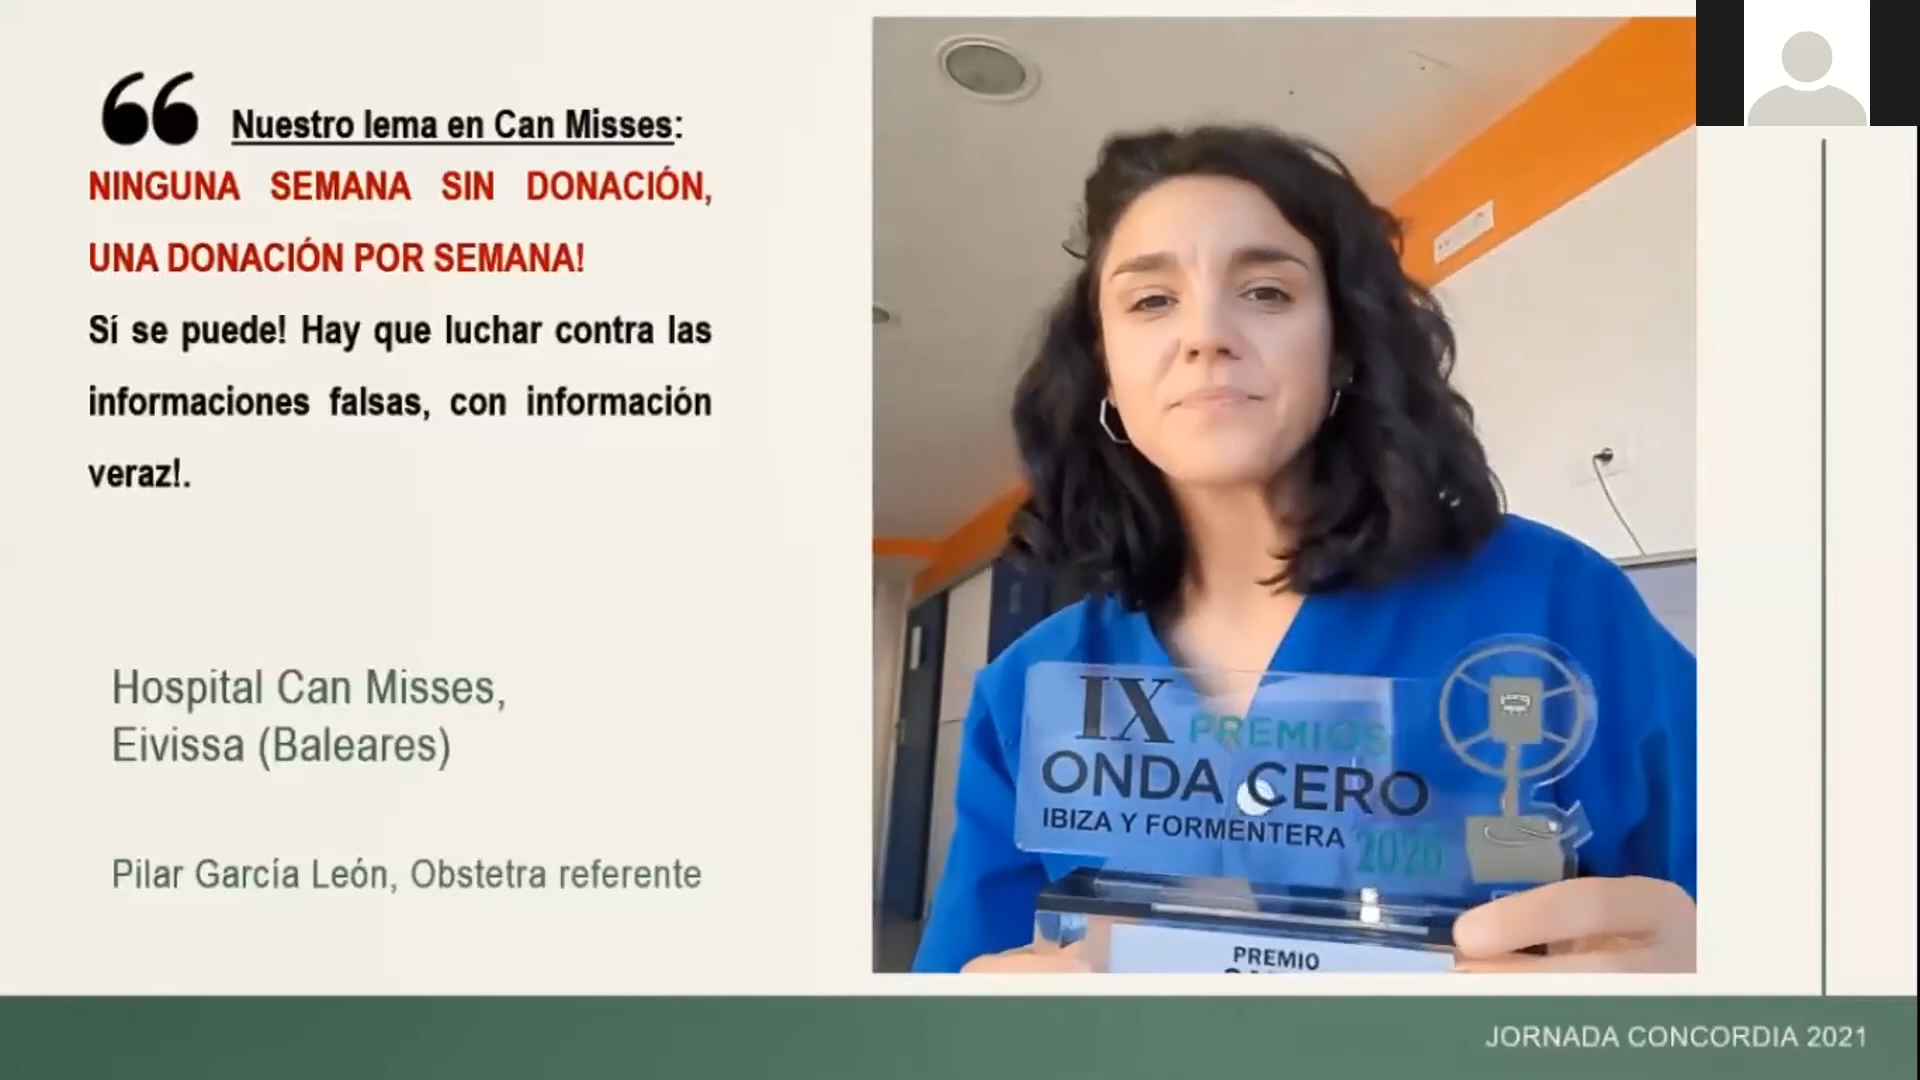 Nuestro lema en Can Misses:
NINGUNA SEMANA SIN DONACIÓN,
UNA DONACIÓN POR SEMANA!
Sí se puede! Hay que luchar contra las
informaciones falsas, con información
veraz!.
Hospital Can Misses,
Eivissa (Baleares)
Pilar García León, Obstetra referente
IX PREMIOS
ONDA CERO
IBIZA Y FORMENTERA 2020
PREMIO
JORNADA CONCORDIA 2021